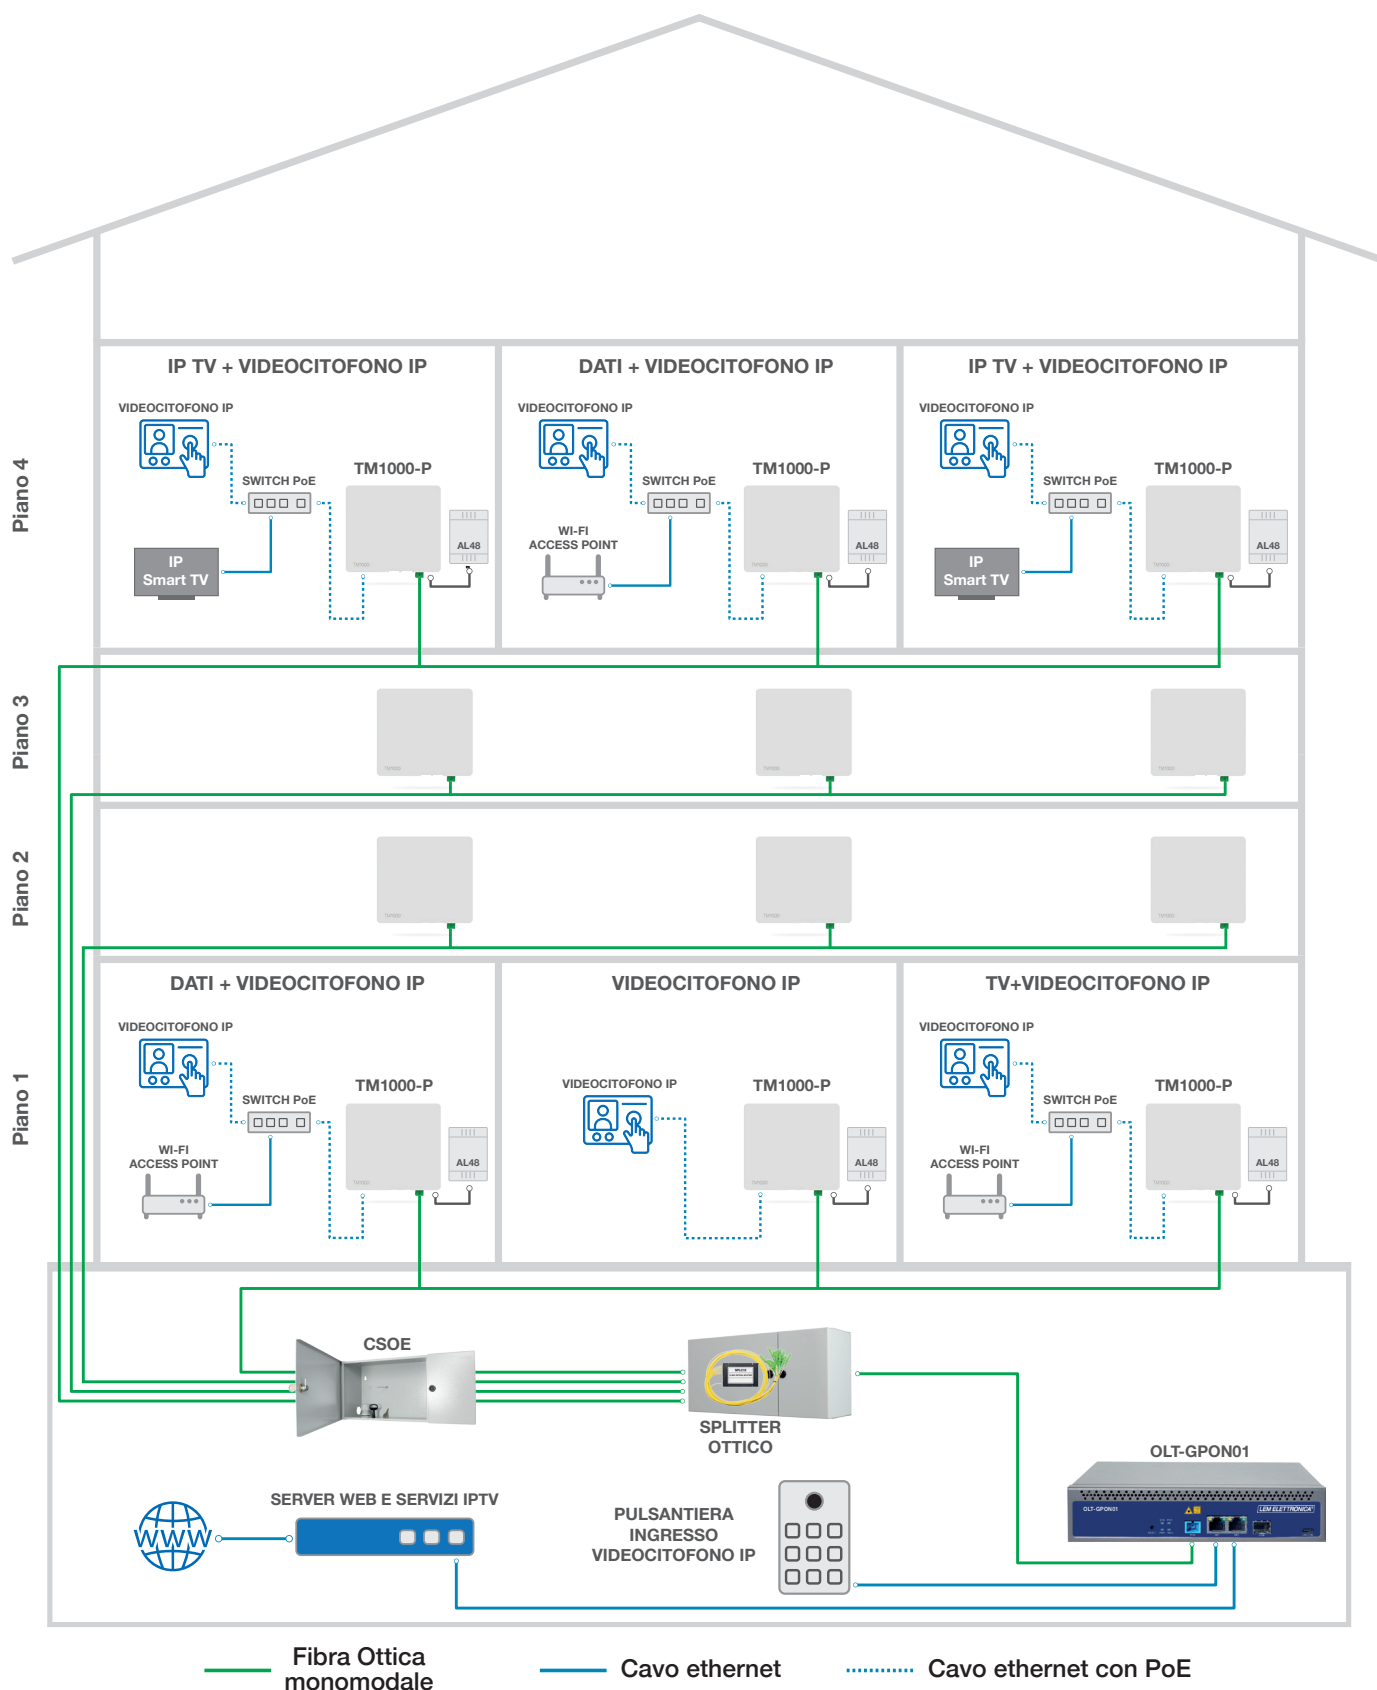 IP TV + VIDEOCITOFONO IP
DATI + VIDEOCITOFONO IP
IP TV + VIDEOCITOFONO IP
Piano 4
VIDEOCITOFONO IP
SWITCH PoE
TM1000-P
AL48
IP
Smart TV
VIDEOCITOFONO IP
SWITCH PoE
TM1000-P
AL48
WI-FI
ACCESS POINT
VIDEOCITOFONO IP
SWITCH PoE
TM1000-P
AL48
IP
Smart TV
Piano 3
Piano 2
Piano 1
DATI + VIDEOCITOFONO IP
VIDEOCITOFONO IP
TV+VIDEOCITOFONO IP
VIDEOCITOFONO IP
SWITCH PoE
TM1000-P
AL48
WI-FI
ACCESS POINT
VIDEOCITOFONO IP
TM1000-P
AL48
VIDEOCITOFONO IP
SWITCH PoE
TM1000-P
AL48
WI-FI
ACCESS POINT
CSOE
SPLITTER
OTTICO
OLT-GPON01
OLT-GPON01
LEM ELETTRONICA
SERVER WEB E SERVIZI IPTV
WWW
PULSANTIERA
INGRESSO
VIDEOCITOFONO IP
Fibra Ottica
monomodale
Cavo ethernet
Cavo ethernet con PoE